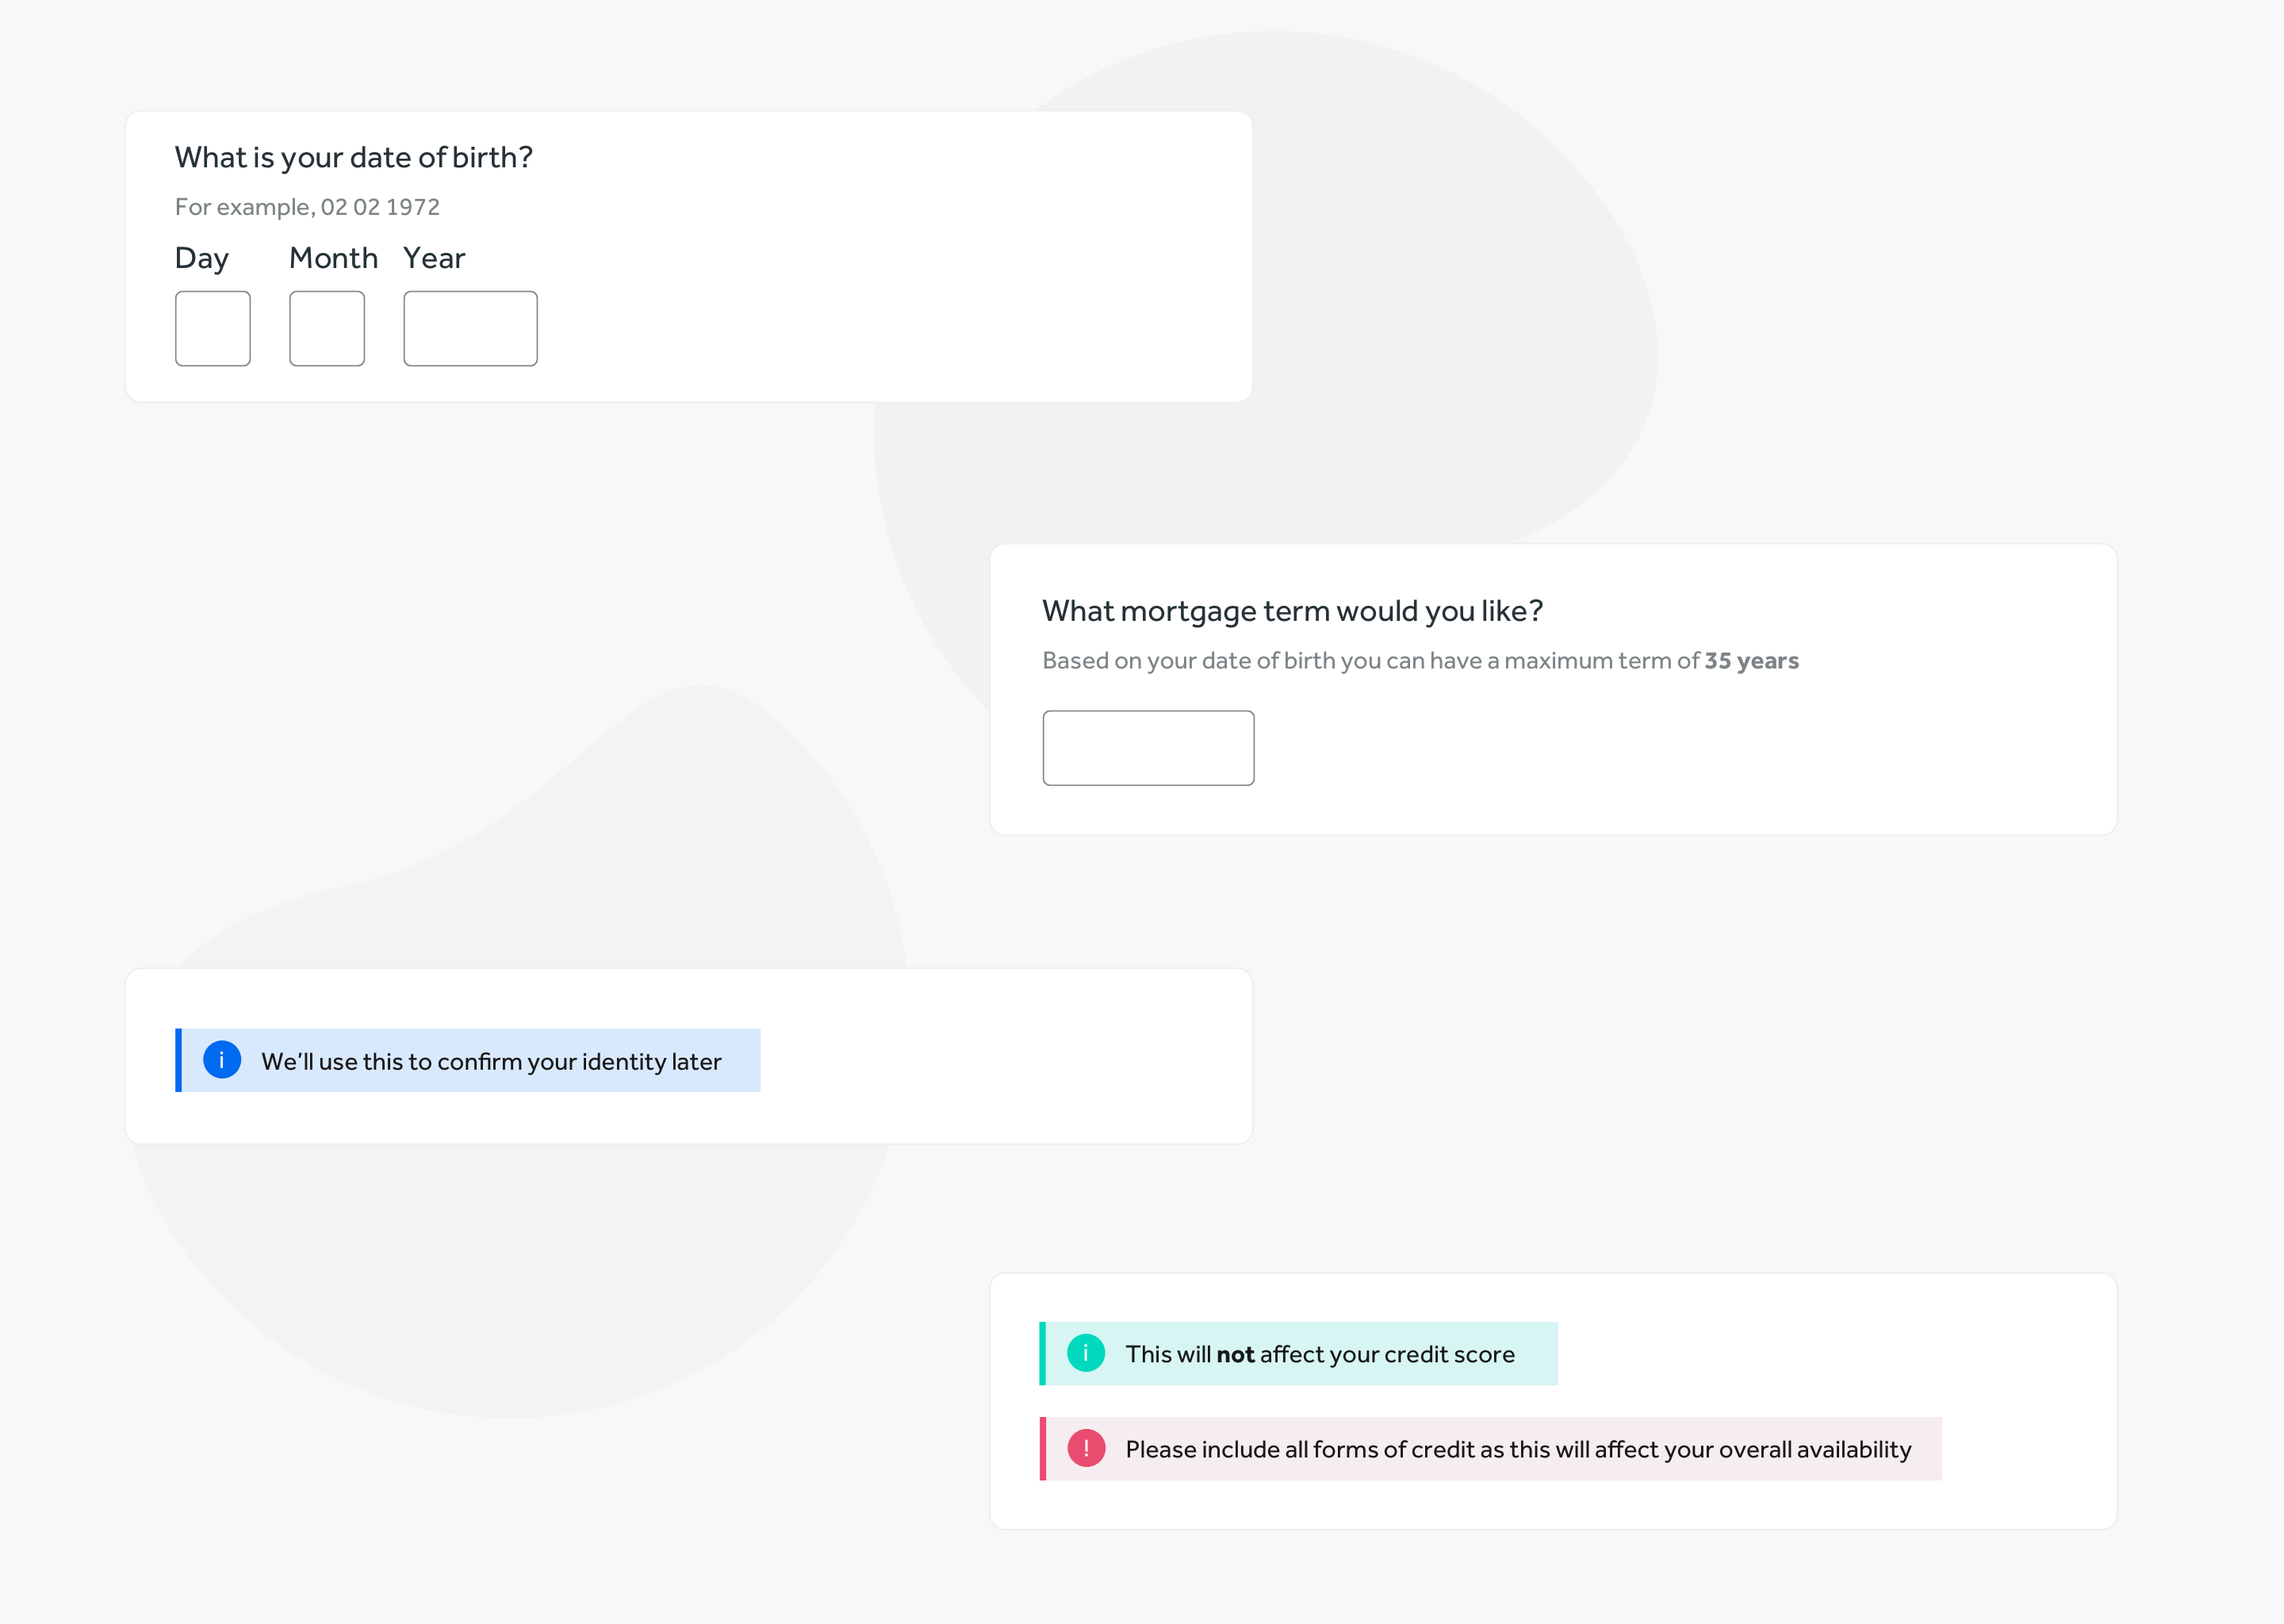 What is your date of birth?
For example, 02 02 1972
Day Month Year
What mortgage term would you like?
Based on your date of birth you can have a maximum term of 35 years
i We’ll use this to confirm your identity later
i This will not affect your credit score
! Please include all forms of credit as this will affect your overall availability